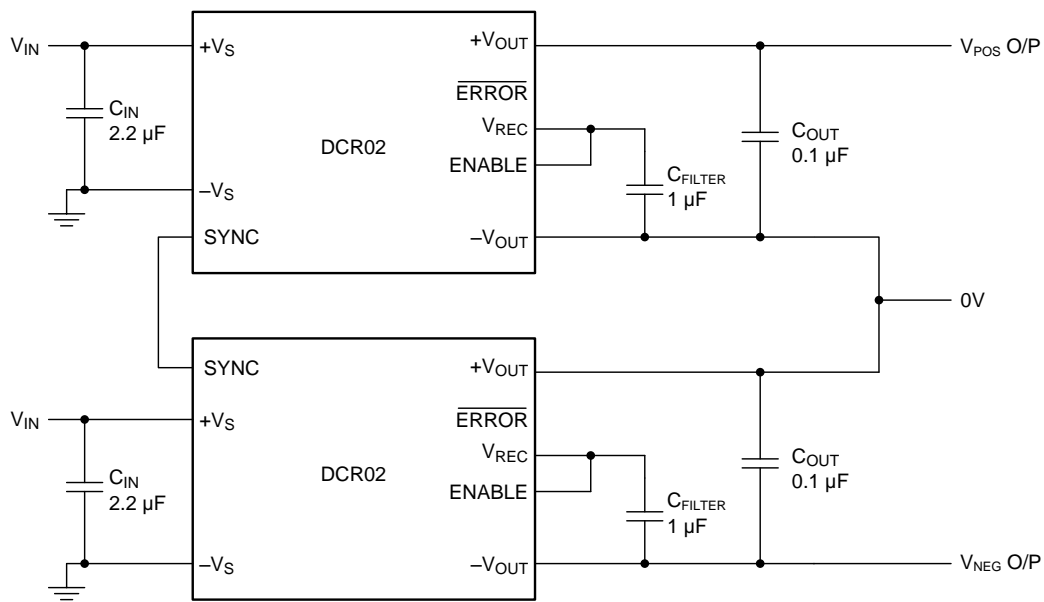 V_IN
+V_S
+V_OUT
V_POS O/P
ERROR
C_IN
2.2 µF
DCR02
V_REC
ENABLE
C_OUT
0.1 µF
C_FILTER
1 µF
–V_S
SYNC
–V_OUT
0V
SYNC
+V_OUT
V_IN
+V_S
ERROR
C_IN
2.2 µF
DCR02
V_REC
ENABLE
C_OUT
0.1 µF
C_FILTER
1 µF
–V_S
–V_OUT
V_NEG O/P